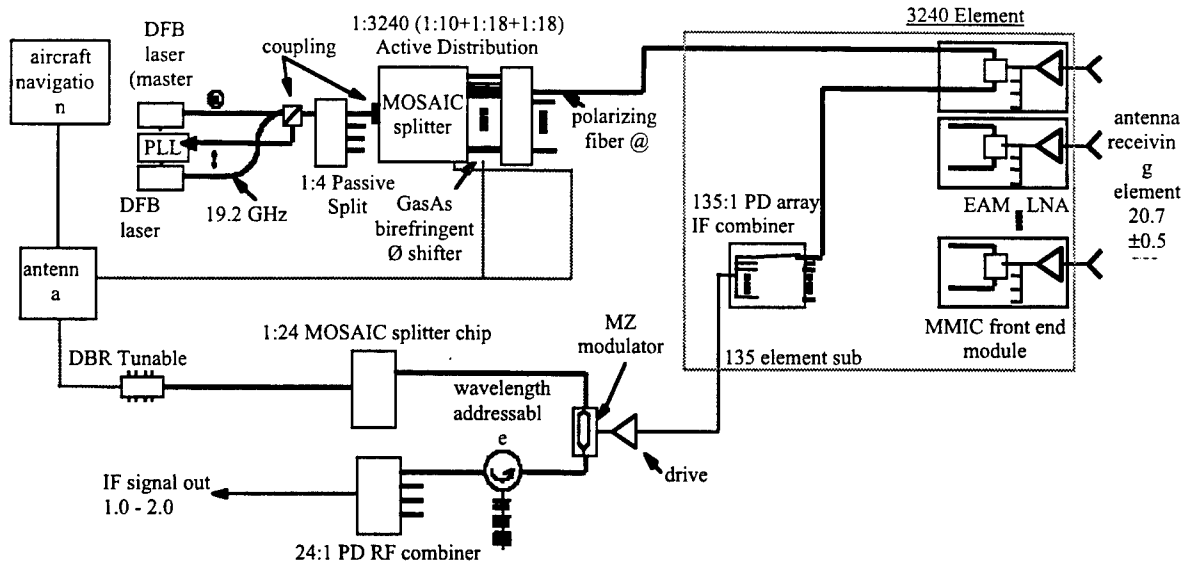 1:3240 (1:10+1:18+1:18)
Active Distribution
3240 Element
DFB
laser
(master
coupling
aircraft
navigatio
n
@
MOSAIC
splitter
polarizing
fiber @
PLL
1:4 Passive
Split
19.2 GHz
DFB
laser
GasAs
birefringent
Ø shifter
135:1 PD array
IF combiner
EAM
LNA
antenna
receivin
g
element
20.7
±0.5
----
antenn
a
MMIC front end
module
1:24 MOSAIC splitter chip
MZ
modulator
135 element sub
DBR Tunable
wavelength
addressabl
e
drive
IF signal out
1.0 - 2.0
24:1 PD RF combiner